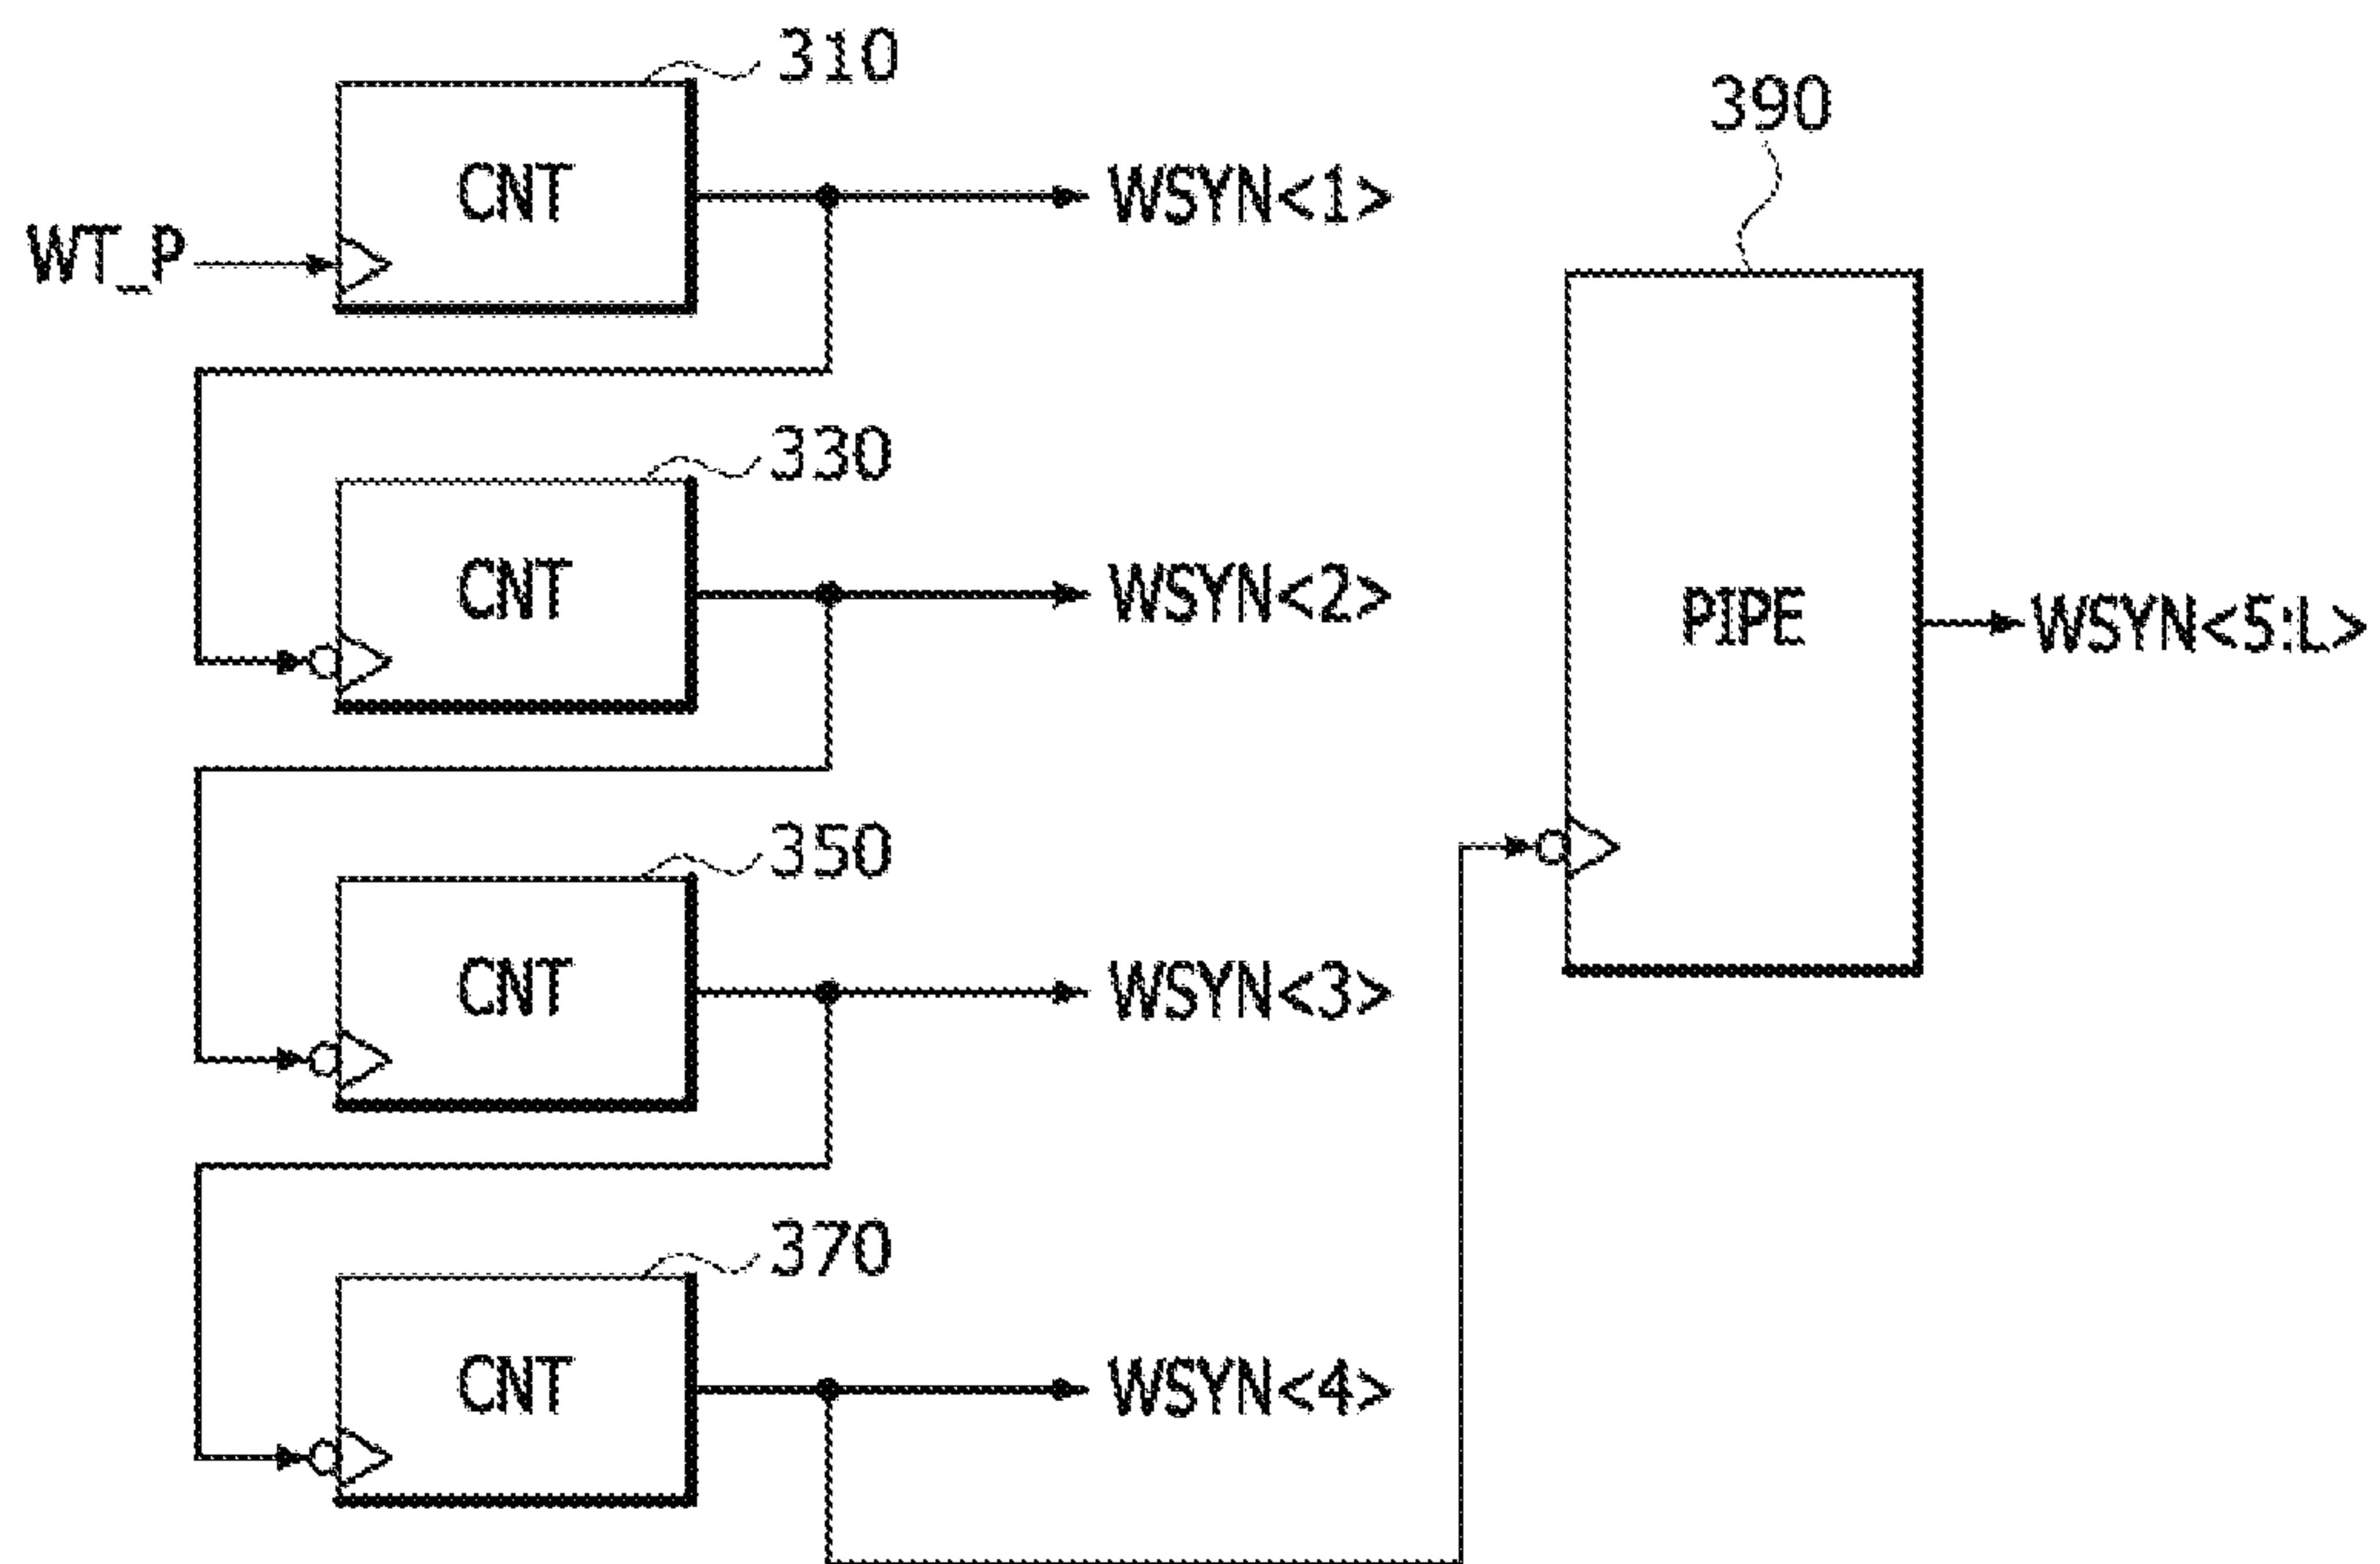 310
CNT
WT_P
WSYN<1>
330
CNT
WSYN<2>
350
CNT
WSYN<3>
370
CNT
WSYN<4>
390
PIPE
WSYN<5:L>